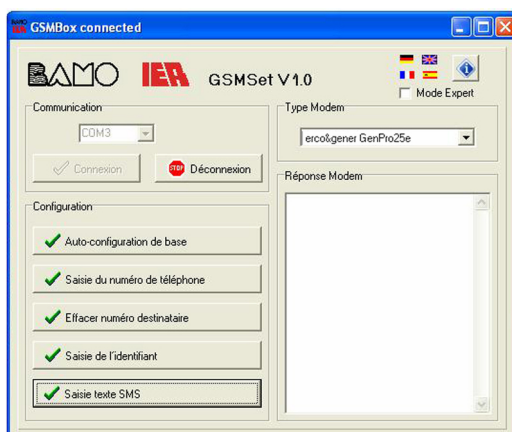 GSMBox connected
BAMO IER GSMSet V1.0
Mode Expert
Communication
COM3
Connexion
STOP Déconnexion
Type Modem
erco&gener GenPro25e
Réponse Modem
Configuration
Auto-configuration de base
Saisie du numéro de téléphone
Effacer numéro destinataire
Saisie de l'identifiant
Saisie texte SMS